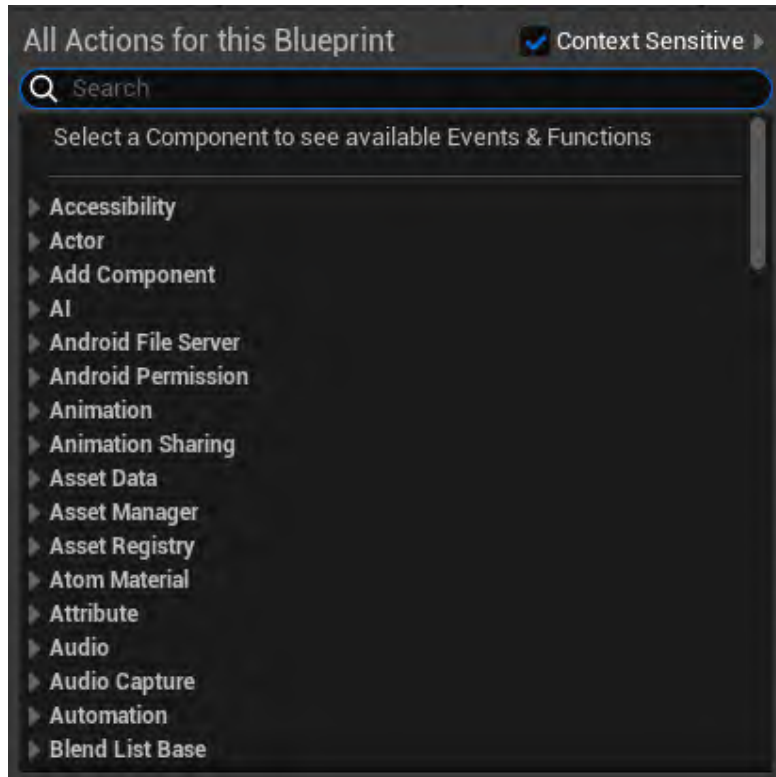 All Actions for this Blueprint Context Sensitive
Search
Select a Component to see available Events & Functions
Accessibility
Actor
Add Component
AI
Android File Server
Android Permission
Animation
Animation Sharing
Asset Data
Asset Manager
Asset Registry
Atom Material
Attribute
Audio
Audio Capture
Automation
Blend List Base